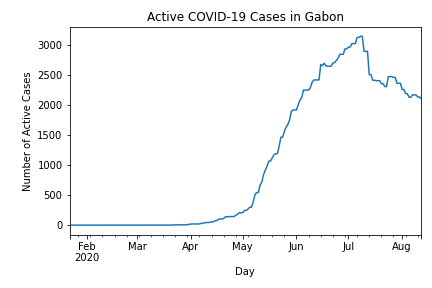 Active COVID-19 Cases in Gabon
Number of Active Cases
3000
2500
2000
1500
1000
500
0
Feb Mar Apr May Jun Jul Aug
2020
Day